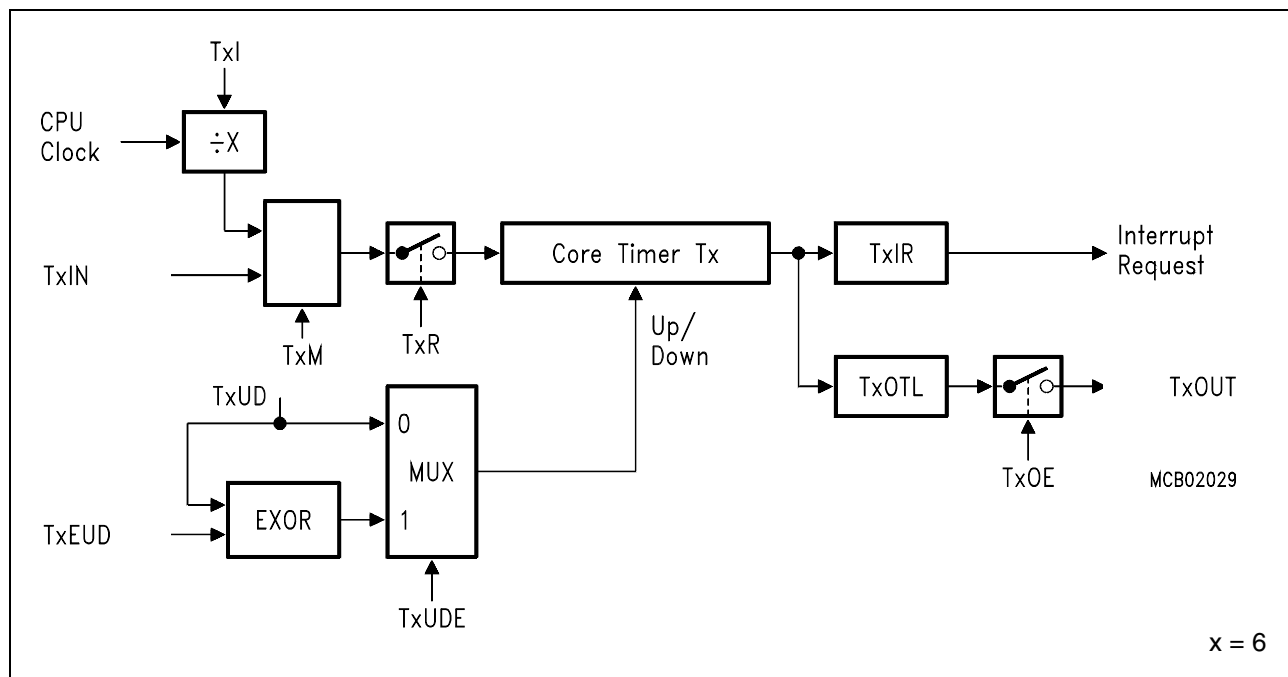 TxI
CPU
Clock
÷X
TxIN
TxM
TxR
Core Timer Tx
TxIR
Interrupt
Request
Up/
Down
TxUD
0
MUX
1
TxOTL
TxOUT
TxOE
MCB02029
EXOR
TxEUD
TxUDE
x = 6